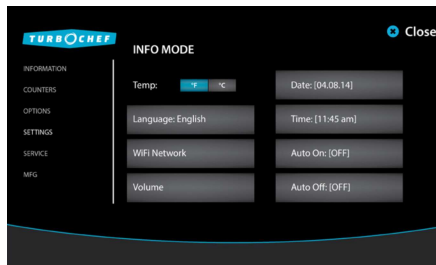 TURBOCHEF
Close
INFO MODE
INFORMATION
COUNTERS
OPTIONS
SETTINGS
SERVICE
MFG
Temp: °F °C
Language: English
WiFi Network
Volume
Date: [04.08.14]
Time: [11:45 am]
Auto On: [OFF]
Auto Off: [OFF]